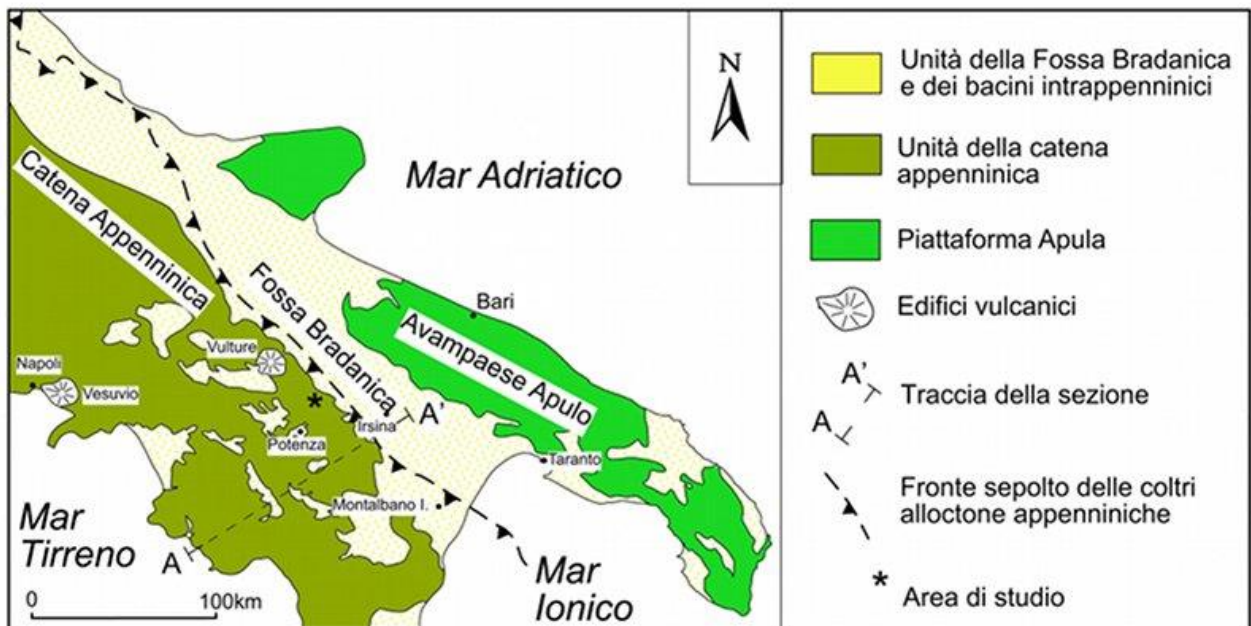 N
Mar Adriatico
Catena Appenninica
Fossa Bradanica
Bari
Avampaese Apulo
Vulture
Napoli
Vesuvio
A'
Irsina
Potenza
Taranto
Montalbano I.
Mar
Tirreno
A
Mar
Ionico
0 100km
Unità della Fossa Bradanica
e dei bacini intrappenninici
Unità della catena
appenninica
Piattaforma Apula
Edifici vulcanici
A'
Traccia della sezione
A
Fronte sepolto delle coltri
alloctone appenniniche
* Area di studio